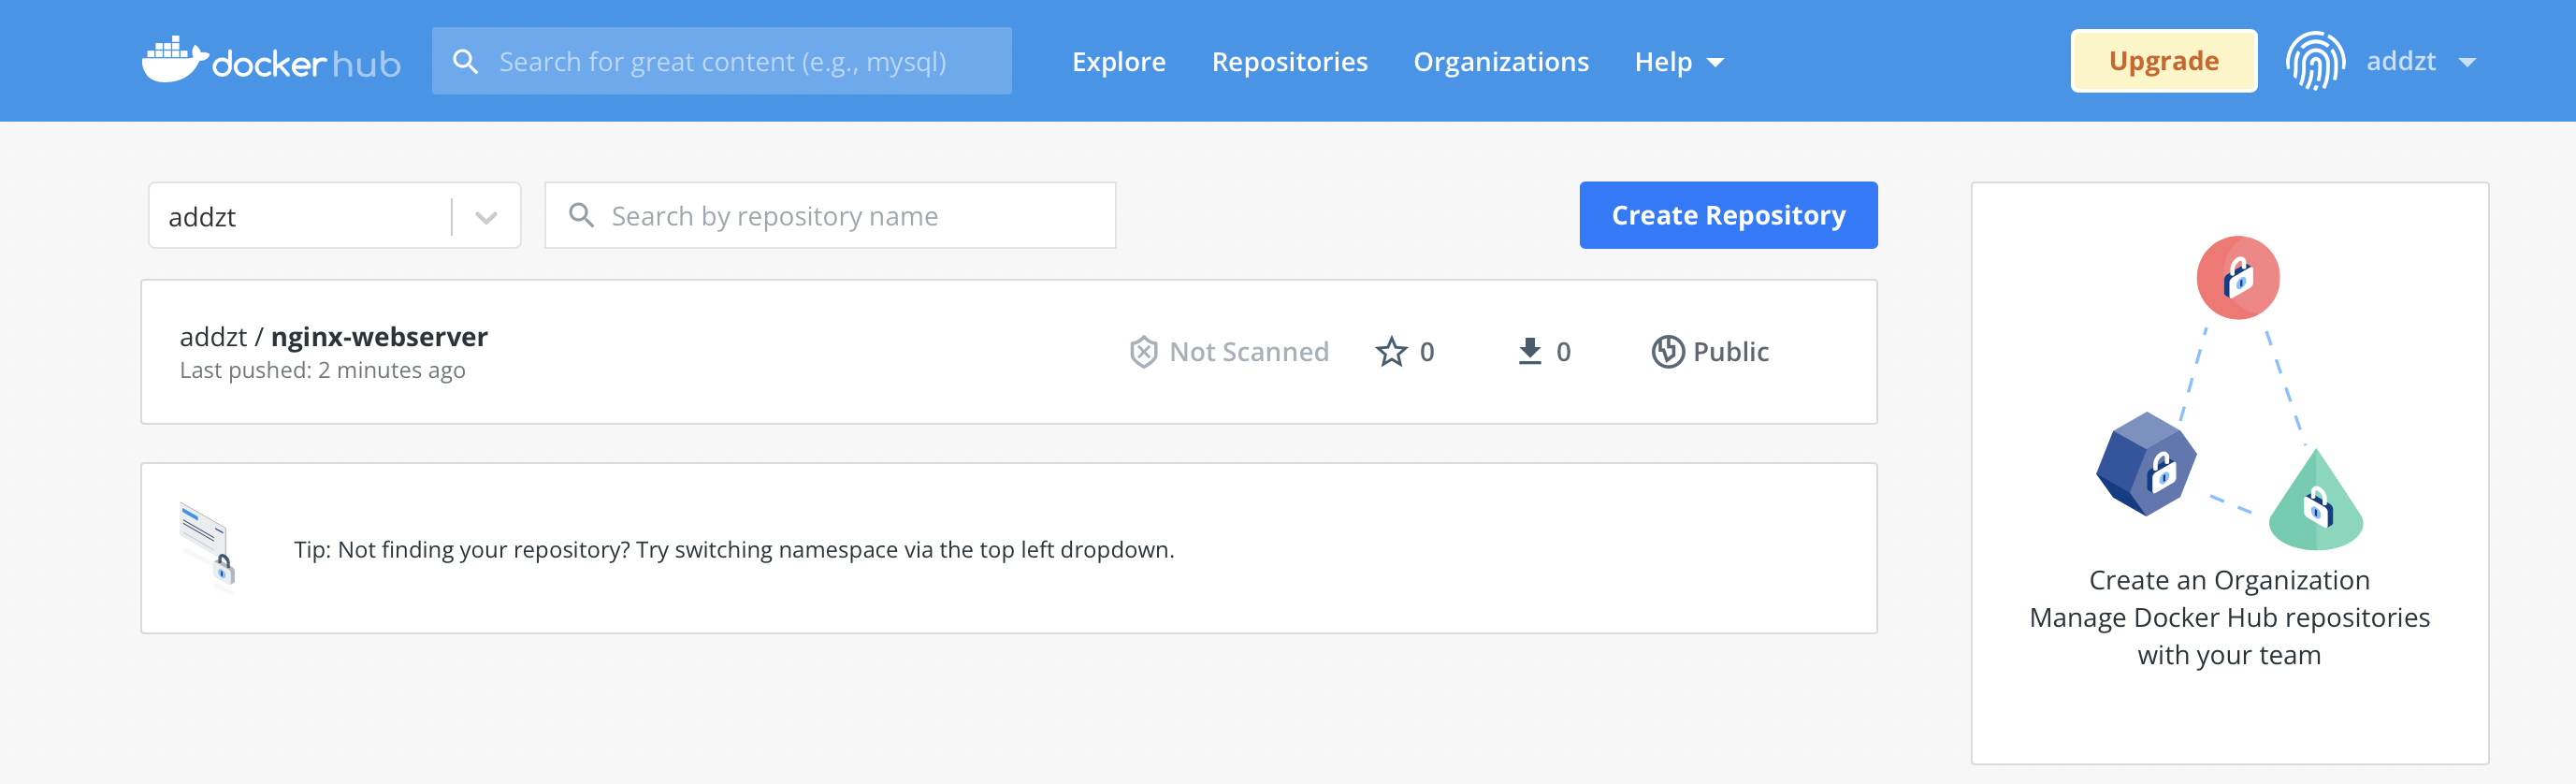 docker hub
Search for great content (e.g., mysql)
Explore
Repositories
Organizations
Help
Upgrade
addzt
addzt
Search by repository name
Create Repository
addzt / nginx-webserver
Last pushed: 2 minutes ago
Not Scanned
0
0
Public
Tip: Not finding your repository? Try switching namespace via the top left dropdown.
Create an Organization
Manage Docker Hub repositories
with your team